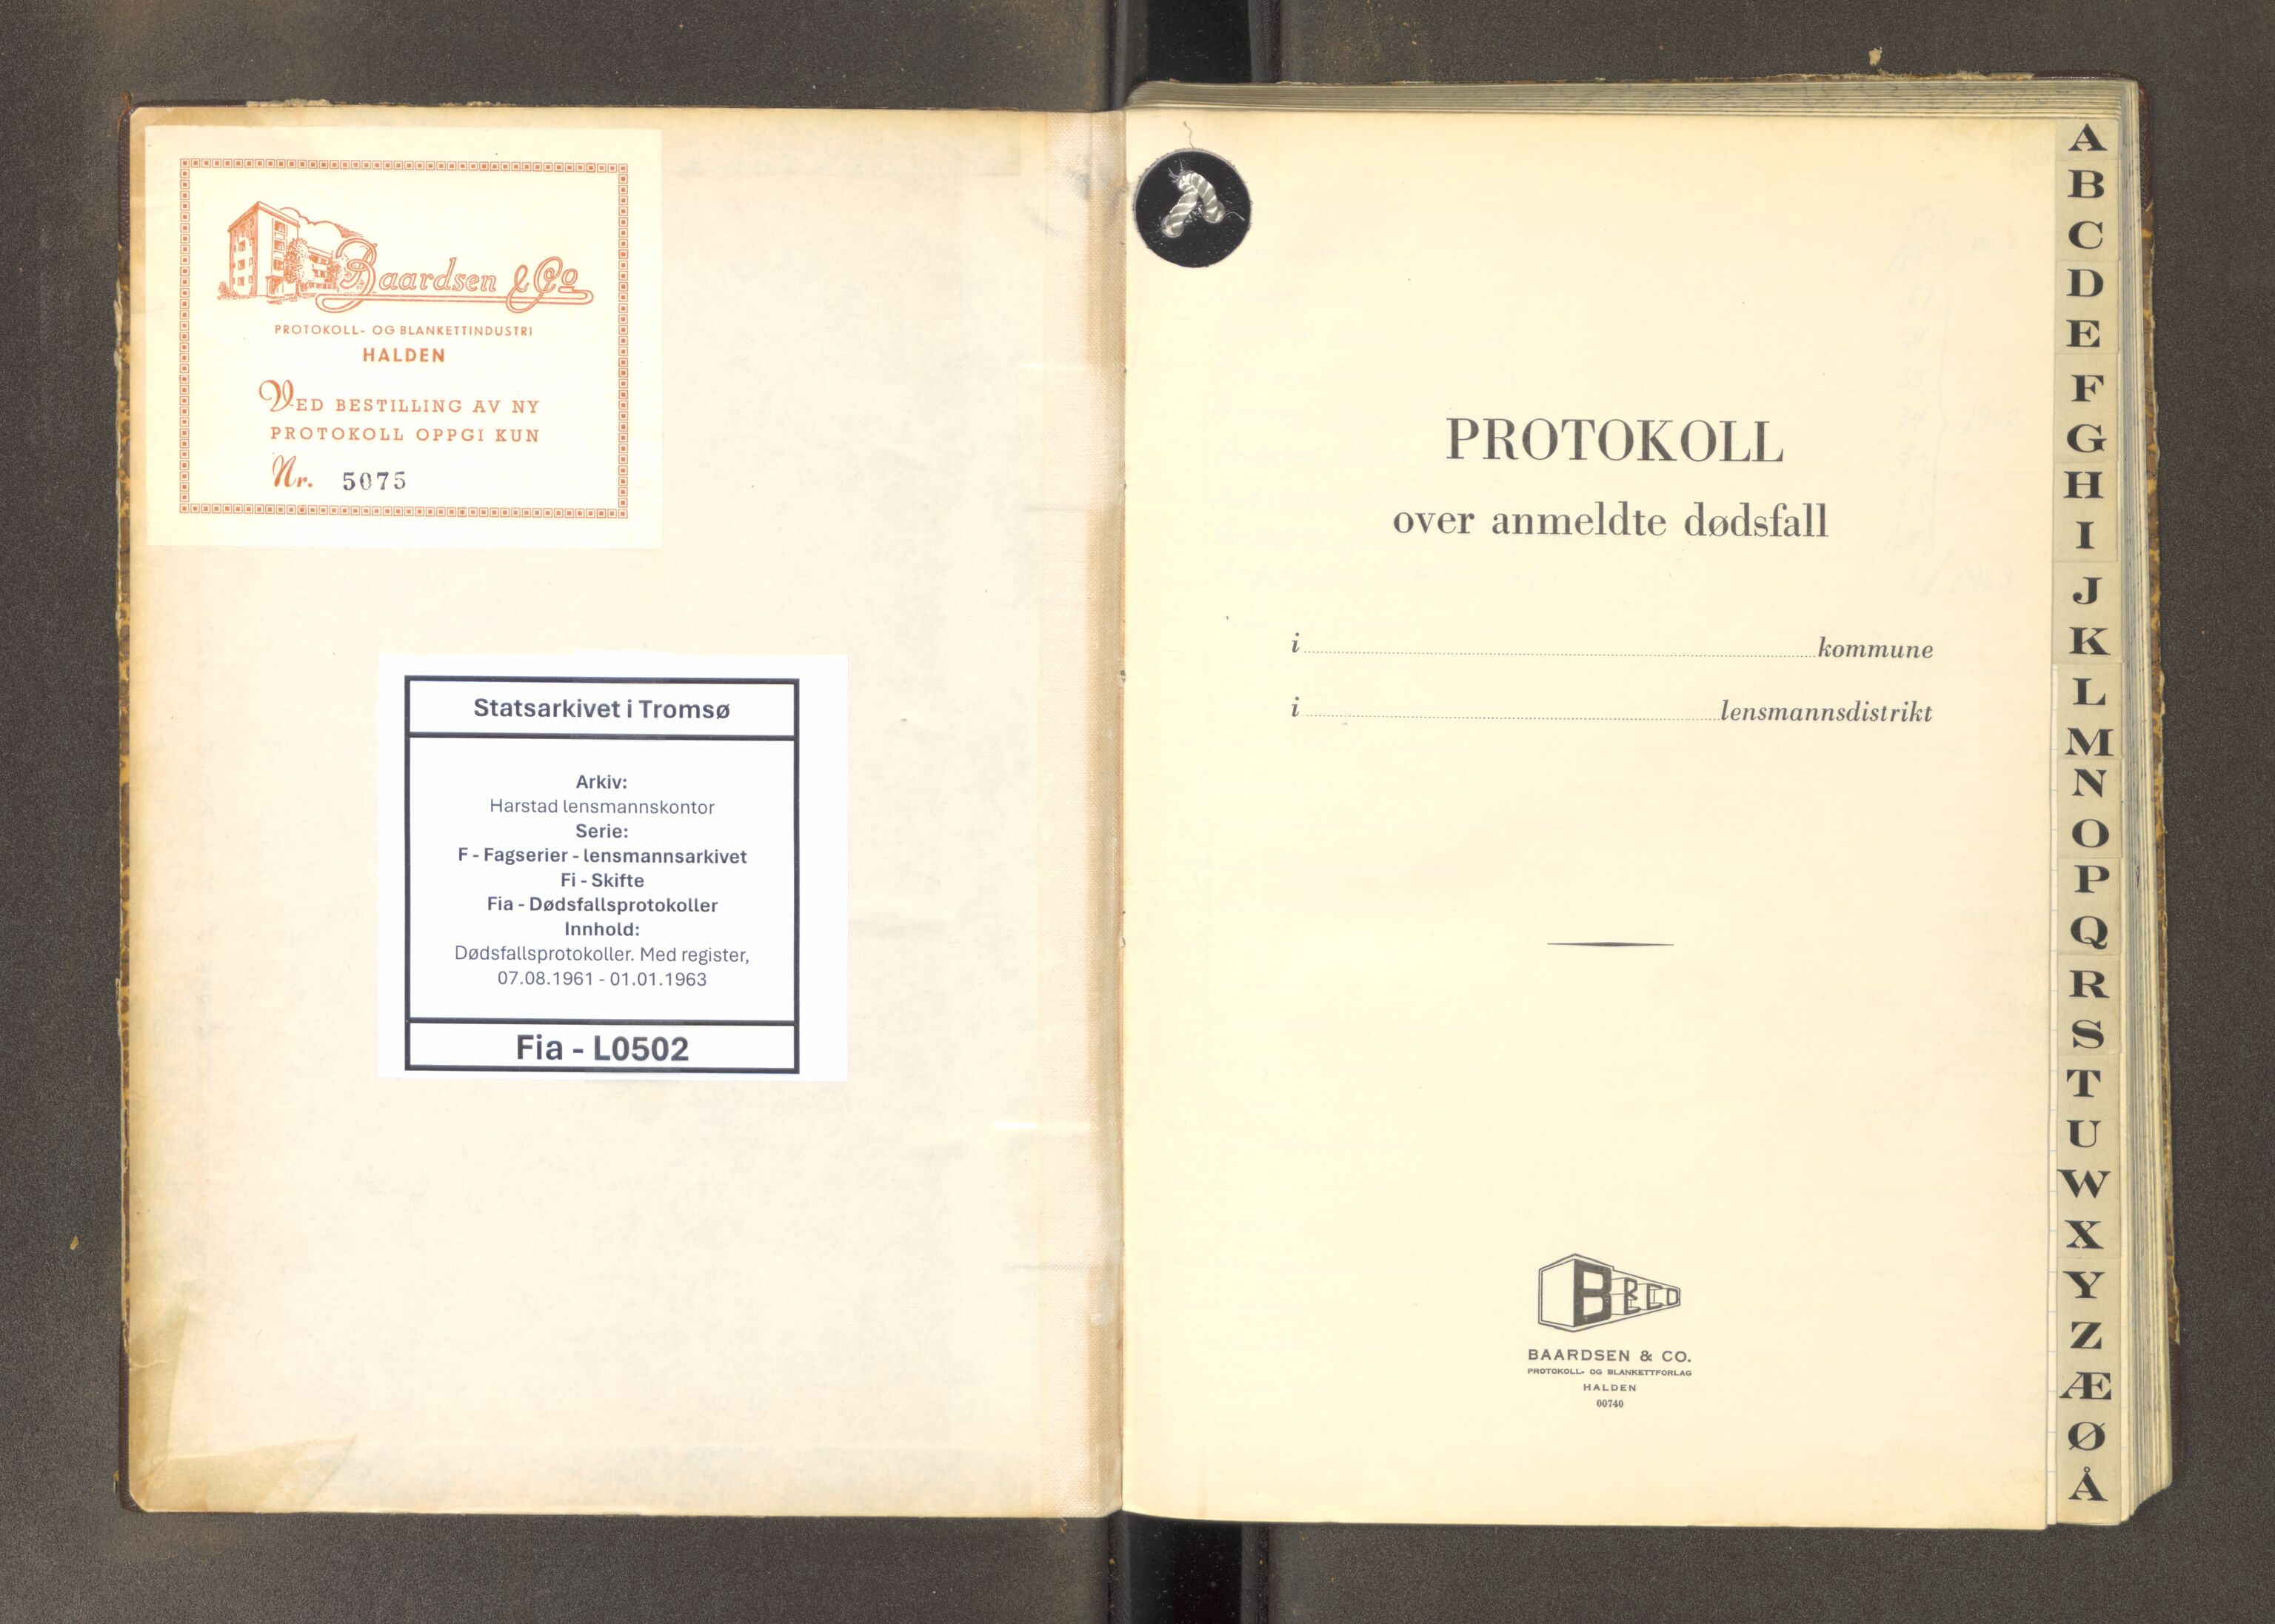 Baardsen & Co
PROTOKOLL- OG BLANKETTINDUSTRI
HALDEN
VED BESTILLING AV NY
PROTOKOLL OPPGI KUN
Nr. 5075
Statsarkivet i Tromsø
Arkiv:
Harstad lensmannskontor
Serie:
F - Fagserier - lensmannsarkivet
Fi - Skifte
Fia - Dødsfallsprotokoller
Innhold:
Dødsfallsprotokoller. Med register,
07.08.1961 - 01.01.1963
Fia - L0502
PROTOKOLL
over anmeldte dødsfall
i kommune
i lensmannsdistrikt
BBCO
BAARDSEN & CO.
PROTOKOLL- OG BLANKETTFORLAG
HALDEN
00740
A
B
C
D
E
F
G
H
I
J
K
L
M
N
O
P
Q
R
S
T
U
W
X
Y
Z
Æ
Ø
Å